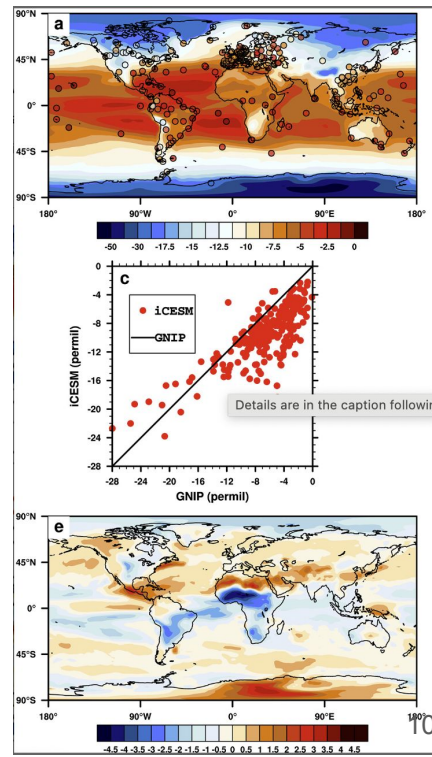 a
90°N
45°N
0°
45°S
90°S
180° 90°W 0° 90°E 180°
-50 -30 -17.5 -15 -12.5 -10 -7.5 -5 -2.5 0
c
iCESM
GNIP
0
-4
-8
-12
-16
-20
-24
-28
iCESM (permil)
-28 -24 -20 -16 -12 -8 -4 0
GNIP (permil)
Details are in the caption followin
e
90°N
45°N
0°
45°S
90°S
180° 90°W 0° 90°E 180°
10
-4.5 -3.5 -2.5 -1.5 -1 -0.5 0 0.5 1 1.5 2 2.5 3 3.5 4 4.5